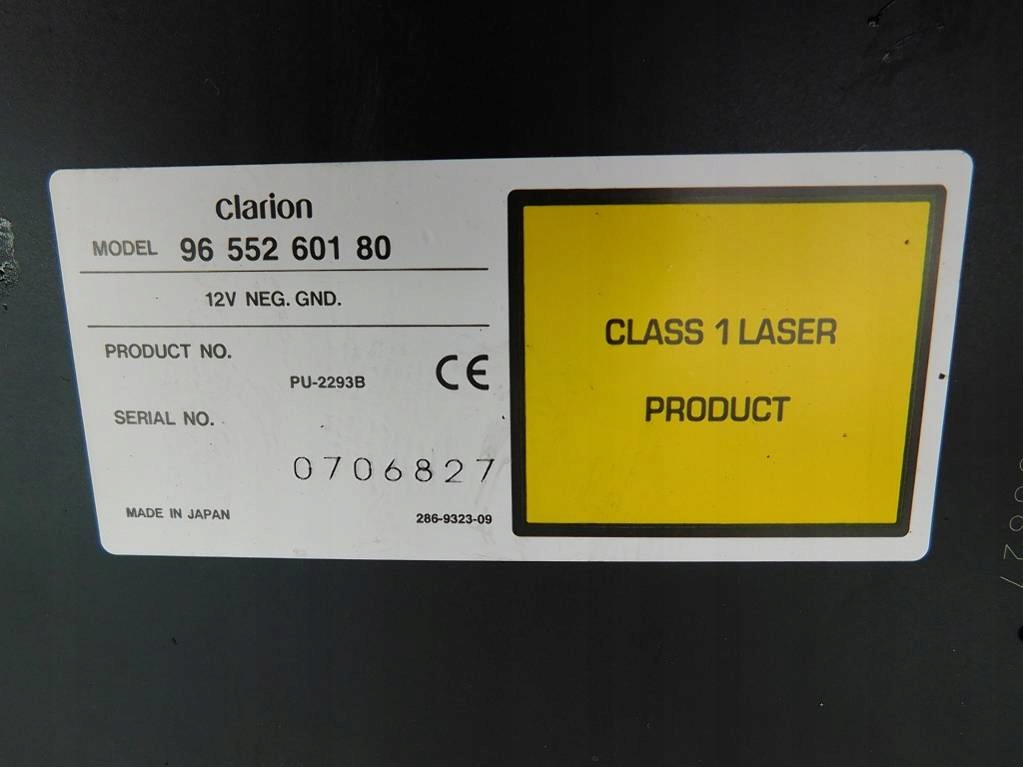 clarion
MODEL 96 552 601 80
12V NEG. GND.
PRODUCT NO.
PU-2293B
CE
SERIAL NO.
0706827
MADE IN JAPAN
286-9323-09
CLASS 1 LASER
PRODUCT